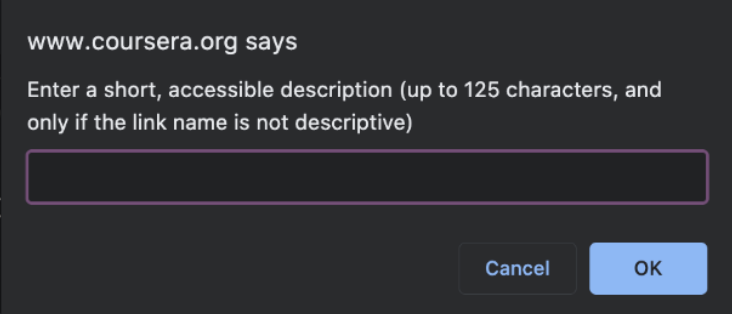 www.coursera.org says
Enter a short, accessible description (up to 125 characters, and
only if the link name is not descriptive)
Cancel
OK